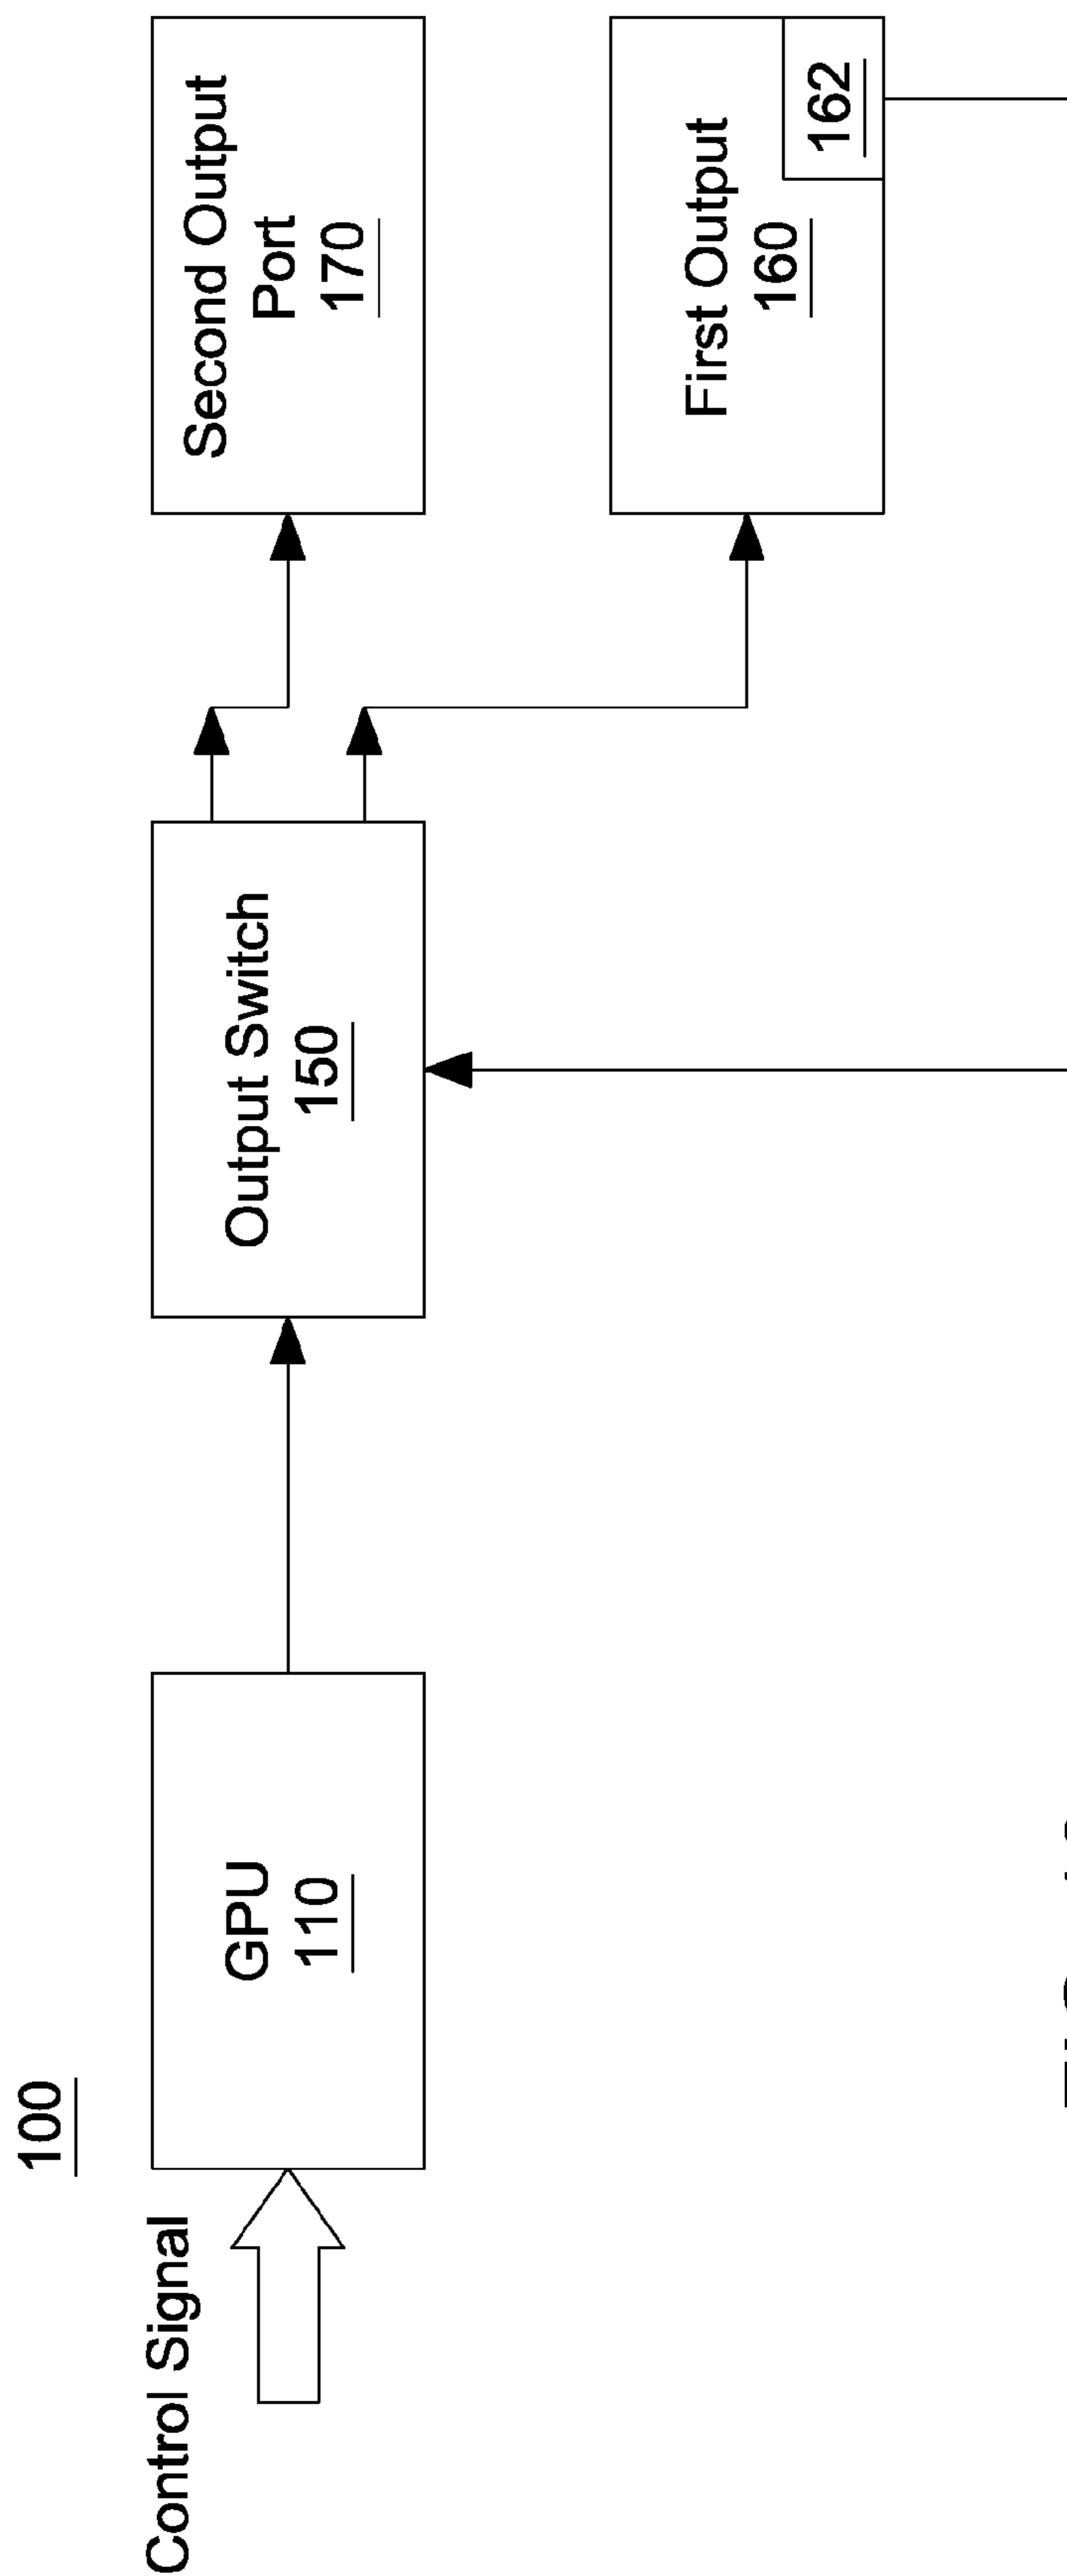 100
Control Signal
GPU
110
Output Switch
150
Second Output
Port
170
First Output
160
162